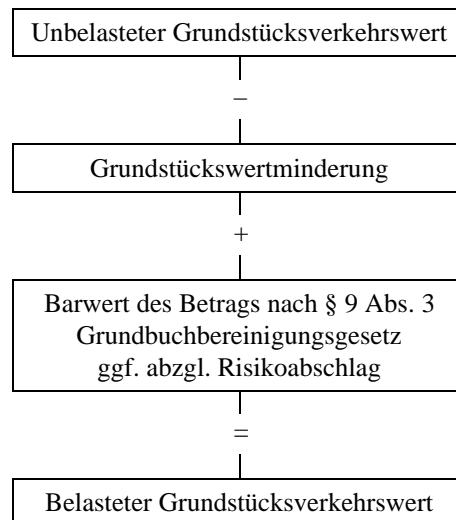 Unbelasteter Grundstücksverkehrswert
–
Grundstückswertminderung
+
Barwert des Betrags nach § 9 Abs. 3
Grundbuchbereinigungsgesetz
ggf. abzgl. Risikoabschlag
=
Belasteter Grundstücksverkehrswert